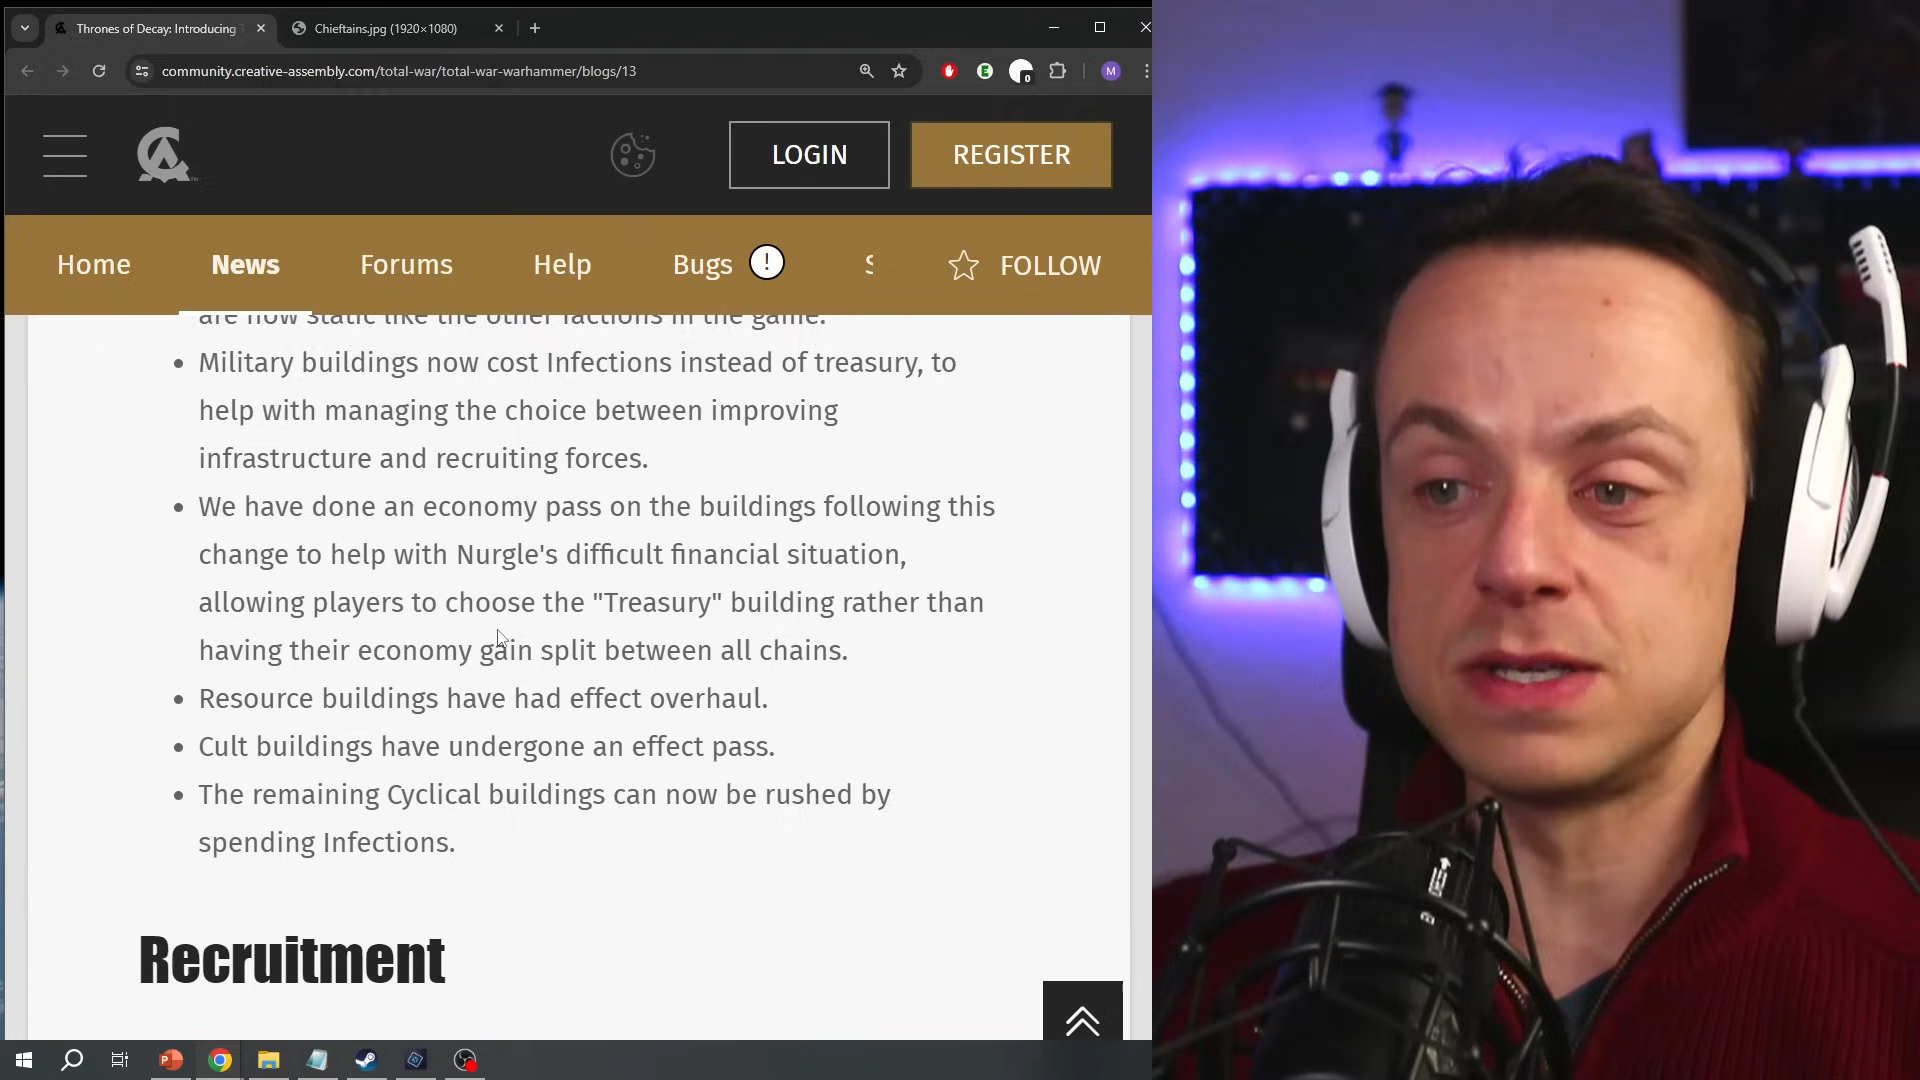 Thrones of Decay: Introducing
Chieftains.jpg (1920×1080)
community.creative-assembly.com/total-war/total-war-warhammer/blogs/13
0
M
LOGIN
REGISTER
Home
News
Forums
Help
Bugs
!
S
FOLLOW
are now static like the other factions in the game.
• Military buildings now cost Infections instead of treasury, to
help with managing the choice between improving
infrastructure and recruiting forces.
• We have done an economy pass on the buildings following this
change to help with Nurgle's difficult financial situation,
allowing players to choose the "Treasury" building rather than
having their economy gain split between all chains.
• Resource buildings have had effect overhaul.
• Cult buildings have undergone an effect pass.
• The remaining Cyclical buildings can now be rushed by
spending Infections.
Recruitment